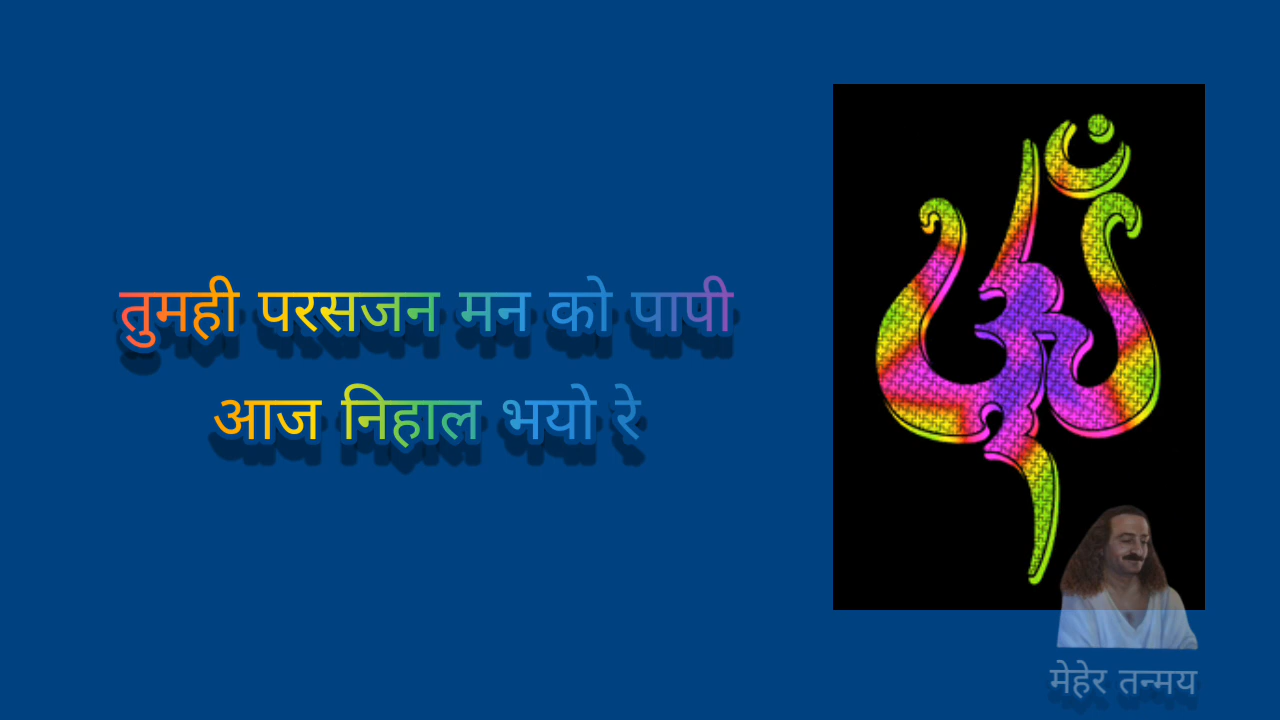 तुमही परसजन मन को पापी
आज निहाल भयो रे
मेहेर तन्मय